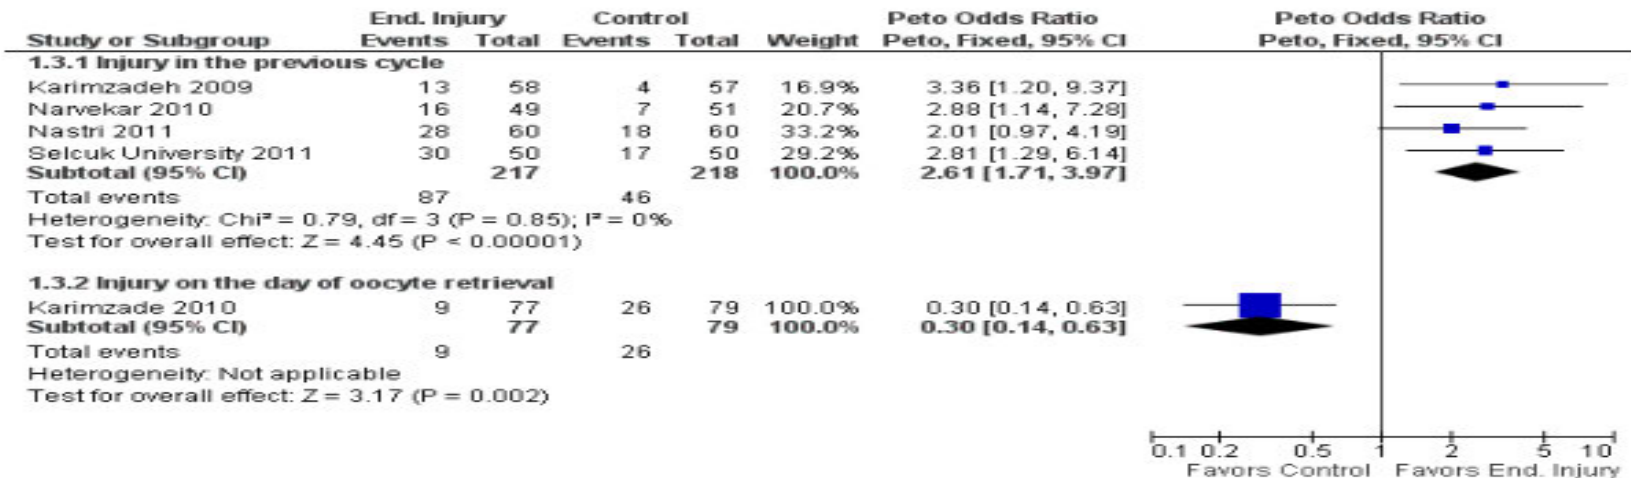 End. Injury Control Peto Odds Ratio Peto Odds Ratio
Study or Subgroup Events Total Events Total Weight Peto, Fixed, 95% CI Peto, Fixed, 95% CI
1.3.1 Injury in the previous cycle
Karimzadeh 2009 13 58 4 57 16.9% 3.36 [1.20, 9.37]
Narvekar 2010 16 49 7 51 20.7% 2.88 [1.14, 7.28]
Nastri 2011 28 60 18 60 33.2% 2.01 [0.97, 4.19]
Selcuk University 2011 30 50 17 50 29.2% 2.81 [1.29, 6.14]
Subtotal (95% CI) 217 218 100.0% 2.61 [1.71, 3.97]
Total events 87 46
Heterogeneity: Chi² = 0.79, df = 3 (P = 0.85); I² = 0%
Test for overall effect: Z = 4.45 (P < 0.00001)
1.3.2 Injury on the day of oocyte retrieval
Karimzade 2010 9 77 26 79 100.0% 0.30 [0.14, 0.63]
Subtotal (95% CI) 77 79 100.0% 0.30 [0.14, 0.63]
Total events 9 26
Heterogeneity: Not applicable
Test for overall effect: Z = 3.17 (P = 0.002)
0.1 0.2 0.5 1 2 5 10
Favors Control Favors End. Injury